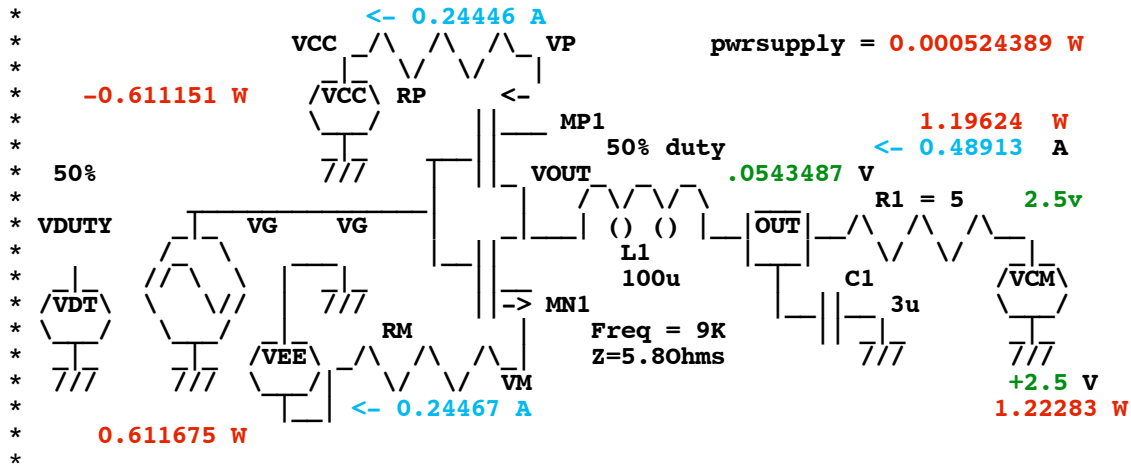 <- 0.24446 A
VCC VP pwrsupply = 0.000524389 W
-0.611151 W VCC RP <-
MP1 1.19624 W
50% duty <- 0.48913 A
50% VOUT .0543487 V
R1 = 5 2.5v
VDUTY VG VG () () OUT
L1
100u C1 VCM
VDT -> MN1 3u
RM Freq = 9K
VEE Z=5.8Ohms
VM +2.5 V
<- 0.24467 A 1.22283 W
0.611675 W